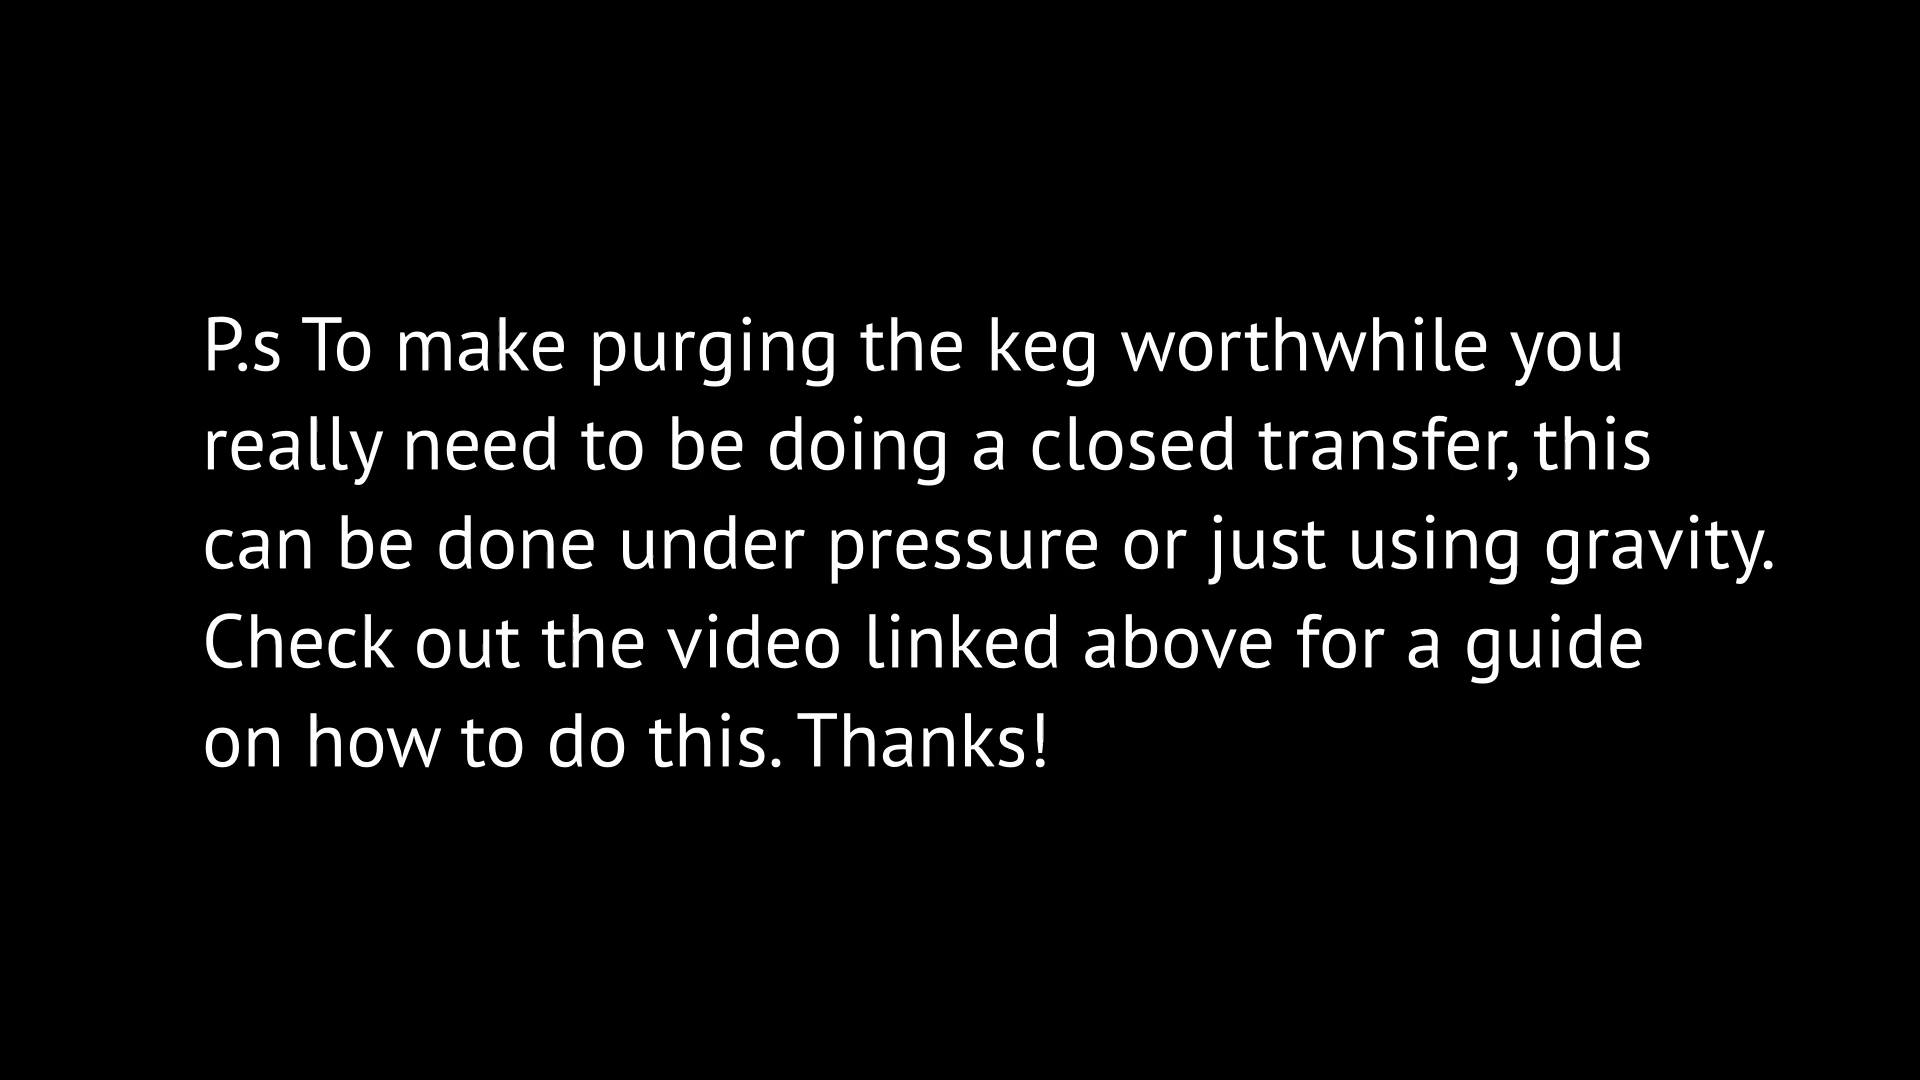 P.s To make purging the keg worthwhile you
really need to be doing a closed transfer, this
can be done under pressure or just using gravity.
Check out the video linked above for a guide
on how to do this. Thanks!